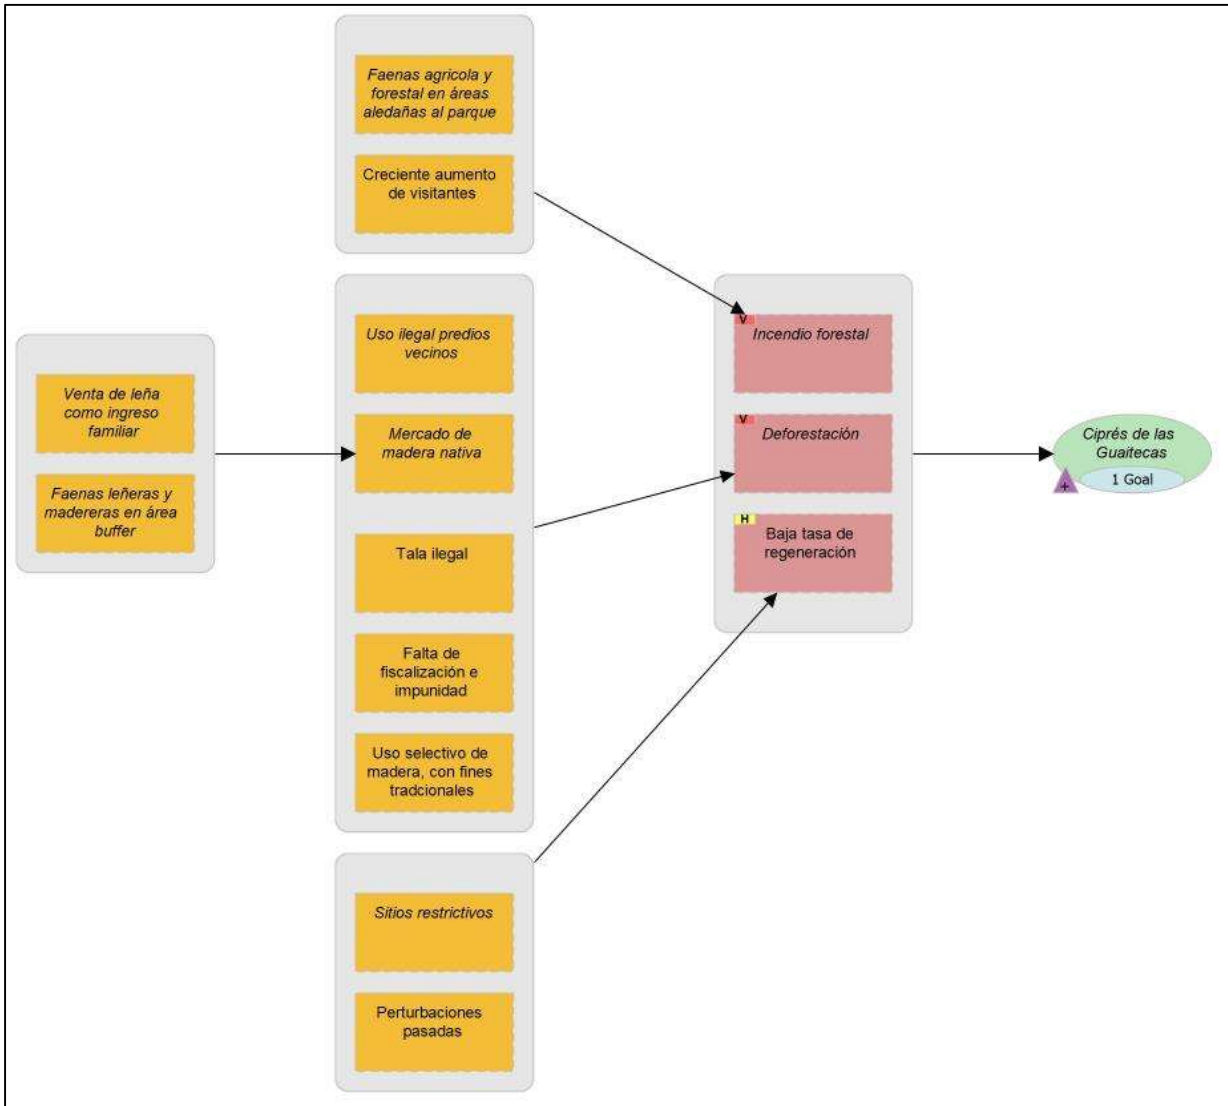 Faenas agricola y
forestal en áreas
aledañas al parque
Creciente aumento
de visitantes
Venta de leña
como ingreso
familiar
Faenas leñeras y
madereras en área
buffer
Uso ilegal predios
vecinos
Mercado de
madera nativa
Tala ilegal
Falta de
fiscalización e
impunidad
Uso selectivo de
madera, con fines
tradcionales
Sitios restrictivos
Perturbaciones
pasadas
V
Incendio forestal
V
Deforestación
H
Baja tasa de
regeneración
Ciprés de las
Guaitecas
1 Goal
+